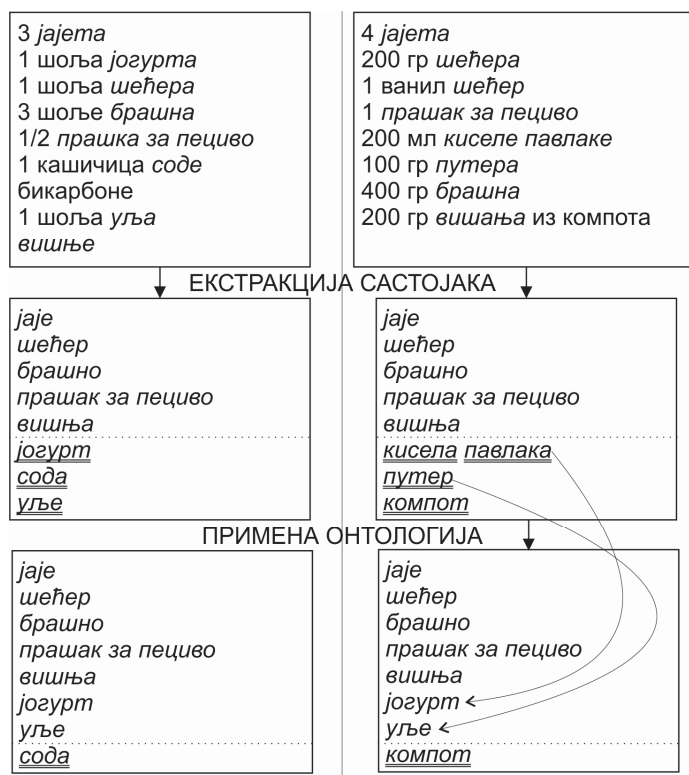 3 јајета
1 шоља јогурта
1 шоља шећера
3 шоље брашна
1/2 прашка за пециво
1 кашичица соде
бикарбоне
1 шоља уља
вишње
4 јајета
200 гр шећера
1 ванил шећер
1 прашак за пециво
200 мл киселе павлаке
100 гр путера
400 гр брашна
200 гр вишања из компота
ЕКСТРАКЦИЈА САСТОЈАКА
јаје
шећер
брашно
прашак за пециво
вишња
јогурт
сода
уље
јаје
шећер
брашно
прашак за пециво
вишња
кисела павлака
путер
компот
ПРИМЕНА ОНТОЛОГИЈА
јаје
шећер
брашно
прашак за пециво
вишња
јогурт
уље
сода
јаје
шећер
брашно
прашак за пециво
вишња
јогурт
уље
компот